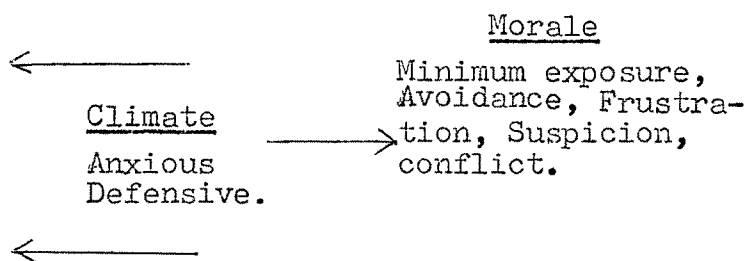 Morale
Minimum exposure,
Avoidance, Frustra-
tion, Suspicion,
conflict.
Climate
Anxious
Defensive.